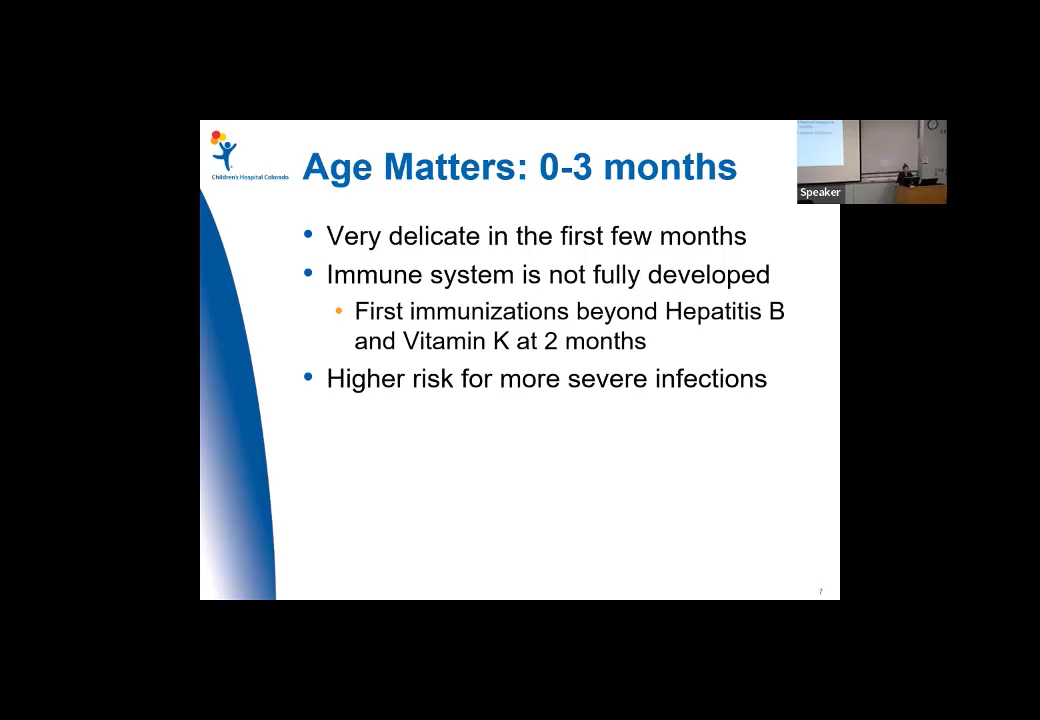 Children's Hospital Colorado
Age Matters: 0-3 months
Speaker
• Very delicate in the first few months
• Immune system is not fully developed
• First immunizations beyond Hepatitis B
and Vitamin K at 2 months
• Higher risk for more severe infections
7